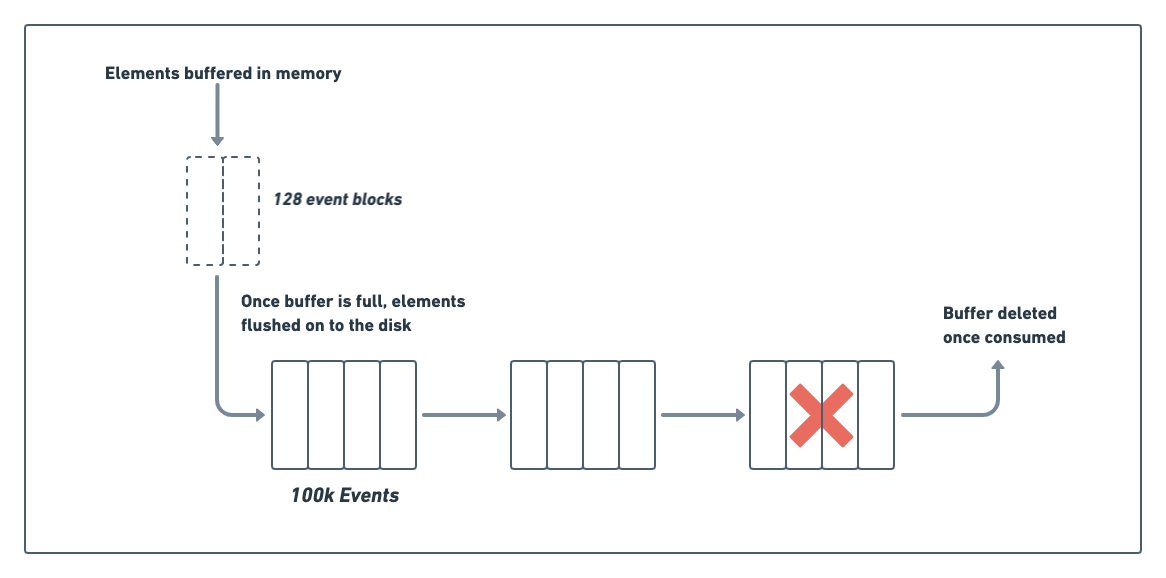 Elements buffered in memory
128 event blocks
Once buffer is full, elements
flushed on to the disk
Buffer deleted
once consumed
100k Events